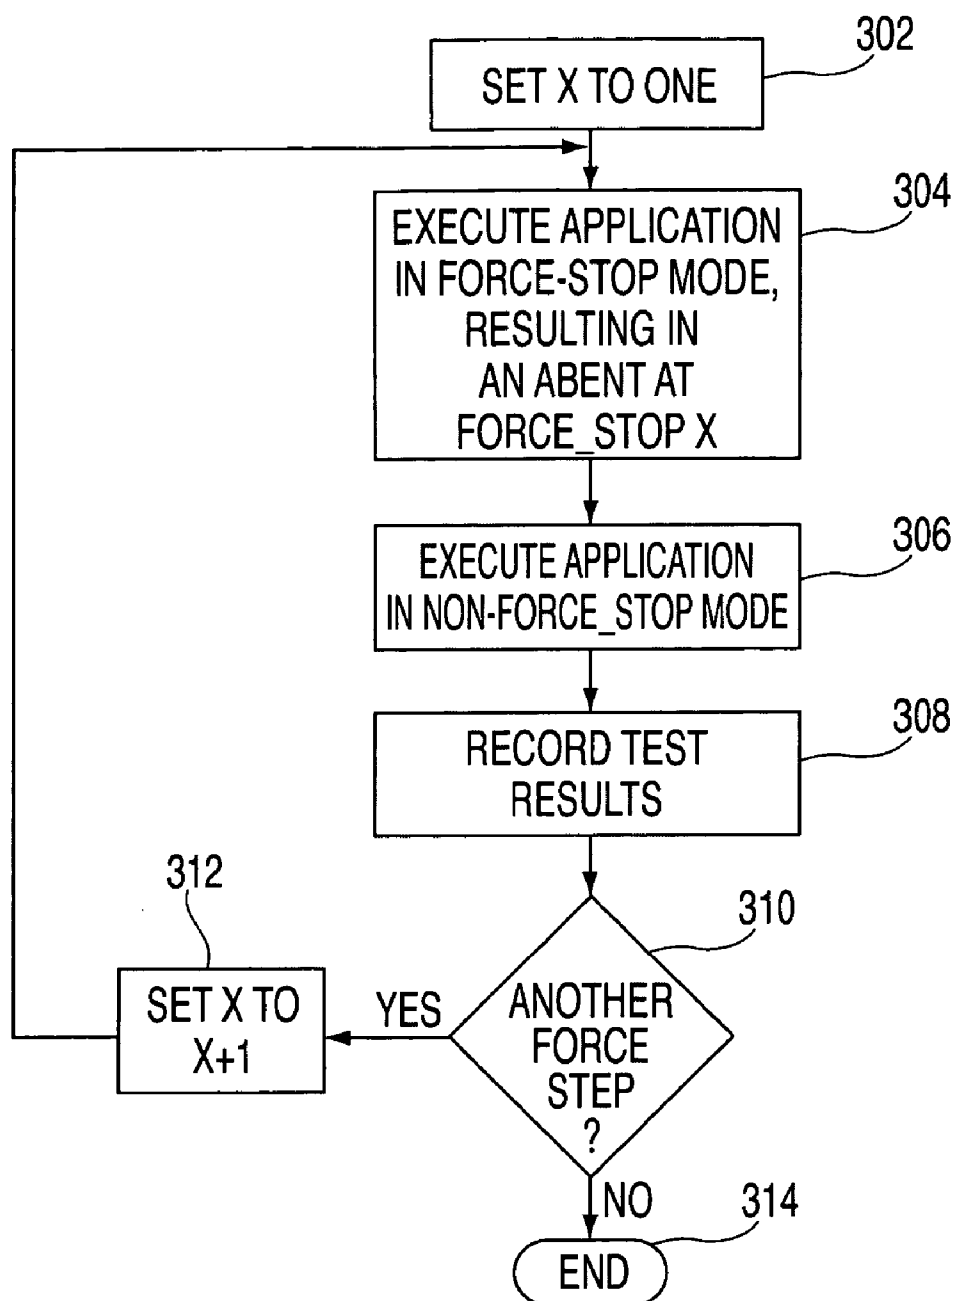 302
SET X TO ONE
304
EXECUTE APPLICATION
IN FORCE-STOP MODE,
RESULTING IN
AN ABENT AT
FORCE_STOP X
306
EXECUTE APPLICATION
IN NON-FORCE_STOP MODE
308
RECORD TEST
RESULTS
310
ANOTHER
FORCE
STEP
?
YES
312
SET X TO
X+1
NO
314
END